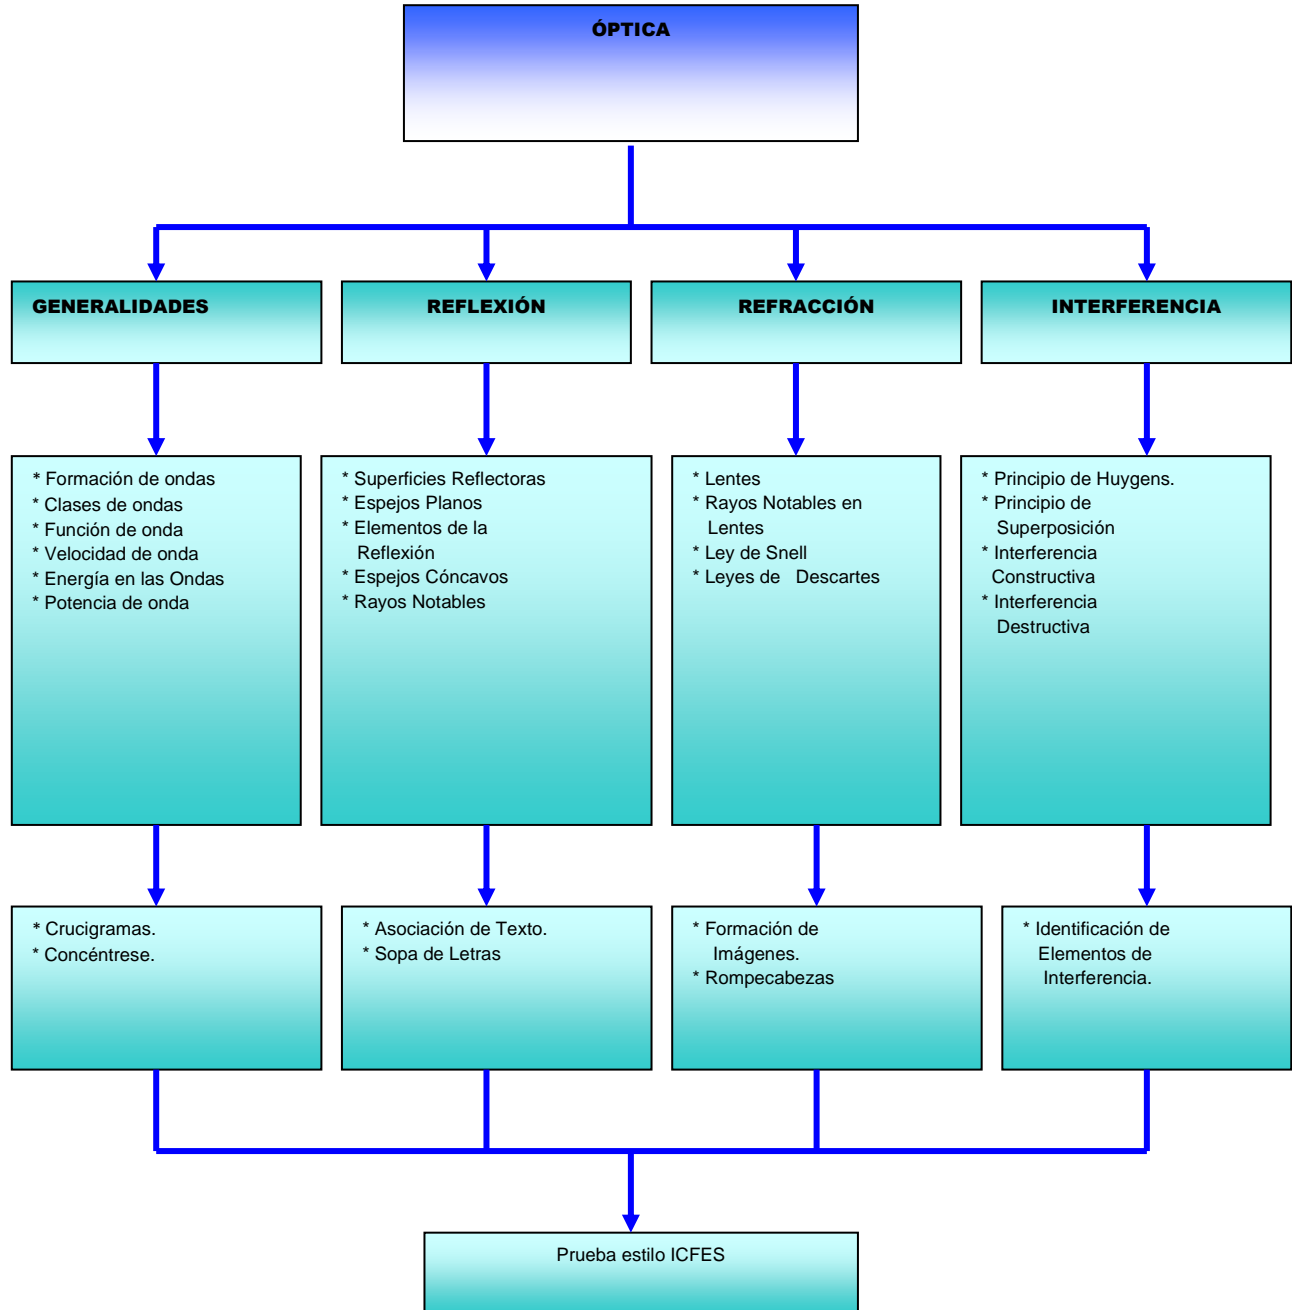 ÓPTICA
GENERALIDADES
REFLEXIÓN
REFRACCIÓN
INTERFERENCIA
* Formación de ondas
* Clases de ondas
* Función de onda
* Velocidad de onda
* Energía en las Ondas
* Potencia de onda
* Superficies Reflectoras
* Espejos Planos
* Elementos de la
Reflexión
* Espejos Cóncavos
* Rayos Notables
* Lentes
* Rayos Notables en
Lentes
* Ley de Snell
* Leyes de Descartes
* Principio de Huygens.
* Principio de
Superposición
* Interferencia
Constructiva
* Interferencia
Destructiva
* Crucigramas.
* Concéntrese.
* Asociación de Texto.
* Sopa de Letras
* Formación de
Imágenes.
* Rompecabezas
* Identificación de
Elementos de
Interferencia.
Prueba estilo ICFES